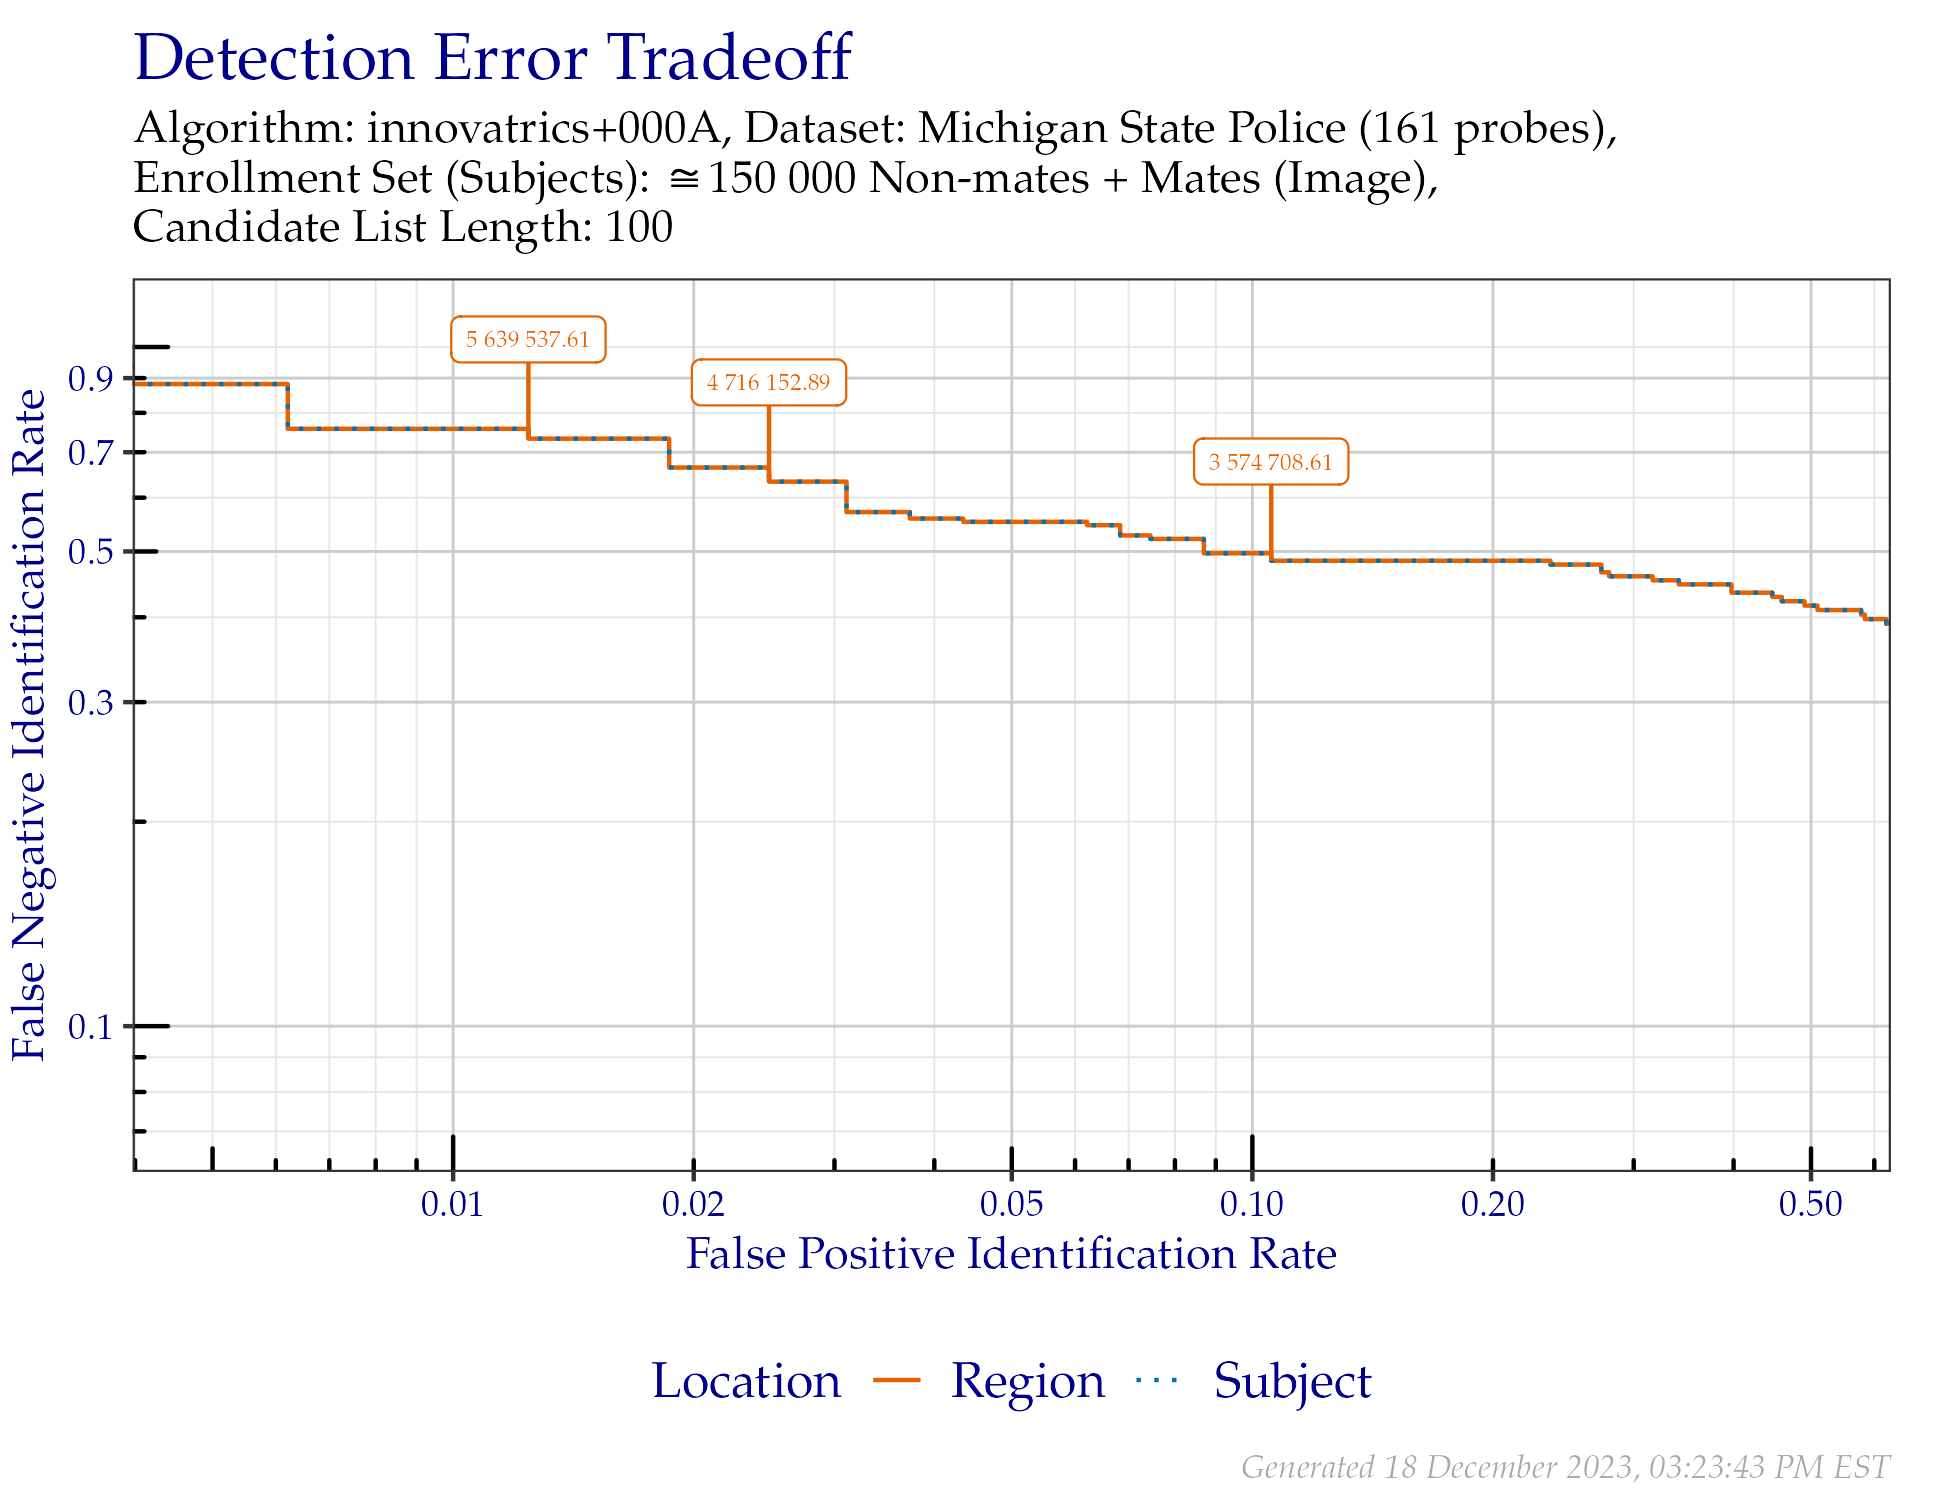 Detection Error Tradeoff
Algorithm: innovatrics+000A, Dataset: Michigan State Police (161 probes),
Enrollment Set (Subjects): ≅ 150 000 Non-mates + Mates (Image),
Candidate List Length: 100
False Negative Identification Rate
0.9
0.7
0.5
0.3
0.1
5 639 537.61
4 716 152.89
3 574 708.61
0.01 0.02 0.05 0.10 0.20 0.50
False Positive Identification Rate
Location Region Subject
Generated 18 December 2023, 03:23:43 PM EST